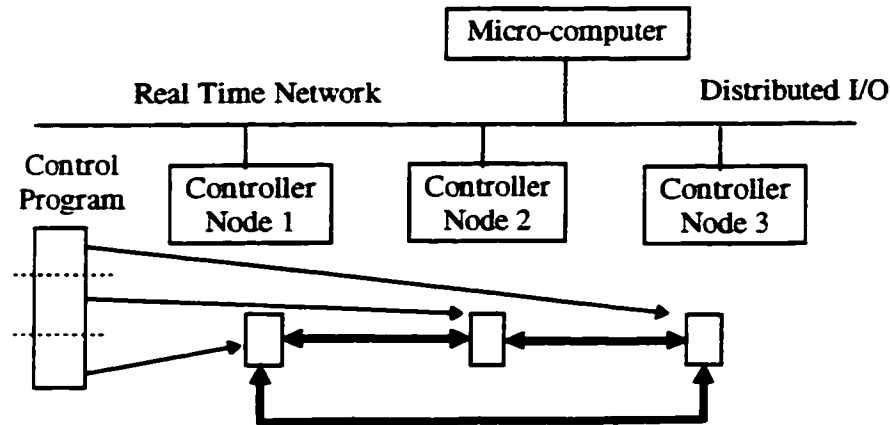 Micro-computer
Real Time Network
Distributed I/O
Control
Program
Controller
Node 1
Controller
Node 2
Controller
Node 3